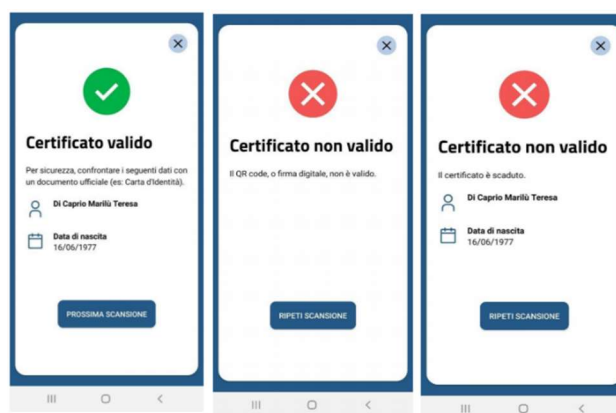 Certificato valido
Per sicurezza, confrontare i seguenti dati con
un documento ufficiale (es: Carta d'Identità).
Di Caprio Marilù Teresa
Data di nascita
16/06/1977
PROSSIMA SCANSIONE
Certificato non valido
Il QR code, o firma digitale, non è valido.
RIPETI SCANSIONE
Certificato non valido
Il certificato è scaduto.
Di Caprio Marilù Teresa
Data di nascita
16/06/1977
RIPETI SCANSIONE